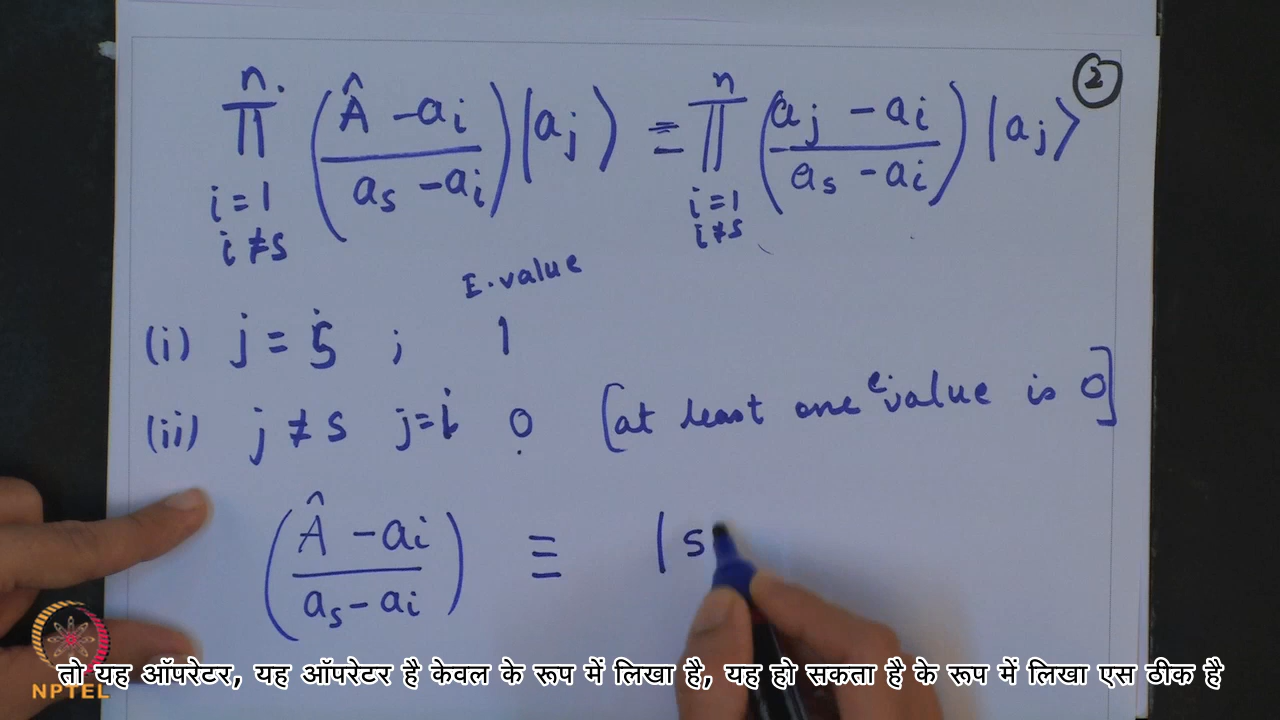 ②
n. n
∏ (Â - aᵢ / aₛ - aᵢ) |aⱼ⟩ = ∏ (aⱼ - aᵢ / aₛ - aᵢ) |aⱼ⟩
i = 1 i = 1
i ≠ s i ≠ s
E. value
(i) j = s ; 1
(ii) j ≠ s j = i 0 [at least one e.value is 0]
(Â - aᵢ / aₛ - aᵢ) ≡ |s
तो यह ऑपरेटर, यह ऑपरेटर है केवल के रूप में लिखा है, यह हो सकता है के रूप में लिखा एस ठीक है
NPTEL